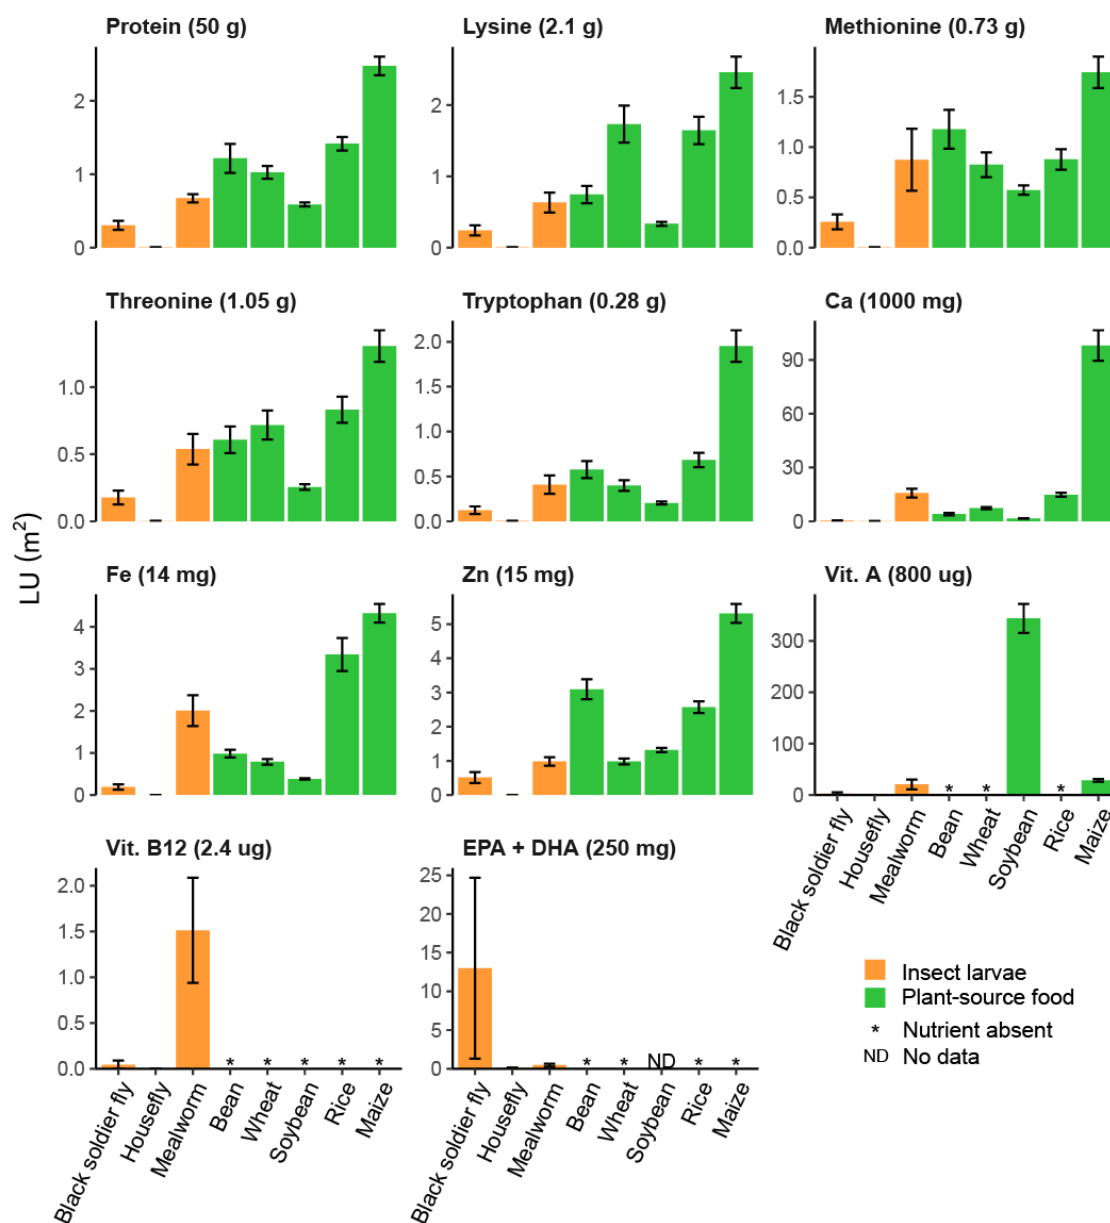 Protein (50 g)
2
1
0
Lysine (2.1 g)
2
1
0
Methionine (0.73 g)
1.5
1.0
0.5
0.0
Threonine (1.05 g)
1.0
0.5
0.0
Tryptophan (0.28 g)
2.0
1.5
1.0
0.5
0.0
Ca (1000 mg)
90
60
30
0
LU (m²)
Fe (14 mg)
4
3
2
1
0
Zn (15 mg)
5
4
3
2
1
0
Vit. A (800 ug)
300
200
100
0
* * *
Black soldier fly
Housefly
Mealworm
Bean
Wheat
Soybean
Rice
Maize
Vit. B12 (2.4 ug)
2.0
1.5
1.0
0.5
0.0
* * * * *
Black soldier fly
Housefly
Mealworm
Bean
Wheat
Soybean
Rice
Maize
EPA + DHA (250 mg)
25
20
15
10
5
0
* * ND * *
Black soldier fly
Housefly
Mealworm
Bean
Wheat
Soybean
Rice
Maize
Insect larvae
Plant-source food
* Nutrient absent
ND No data